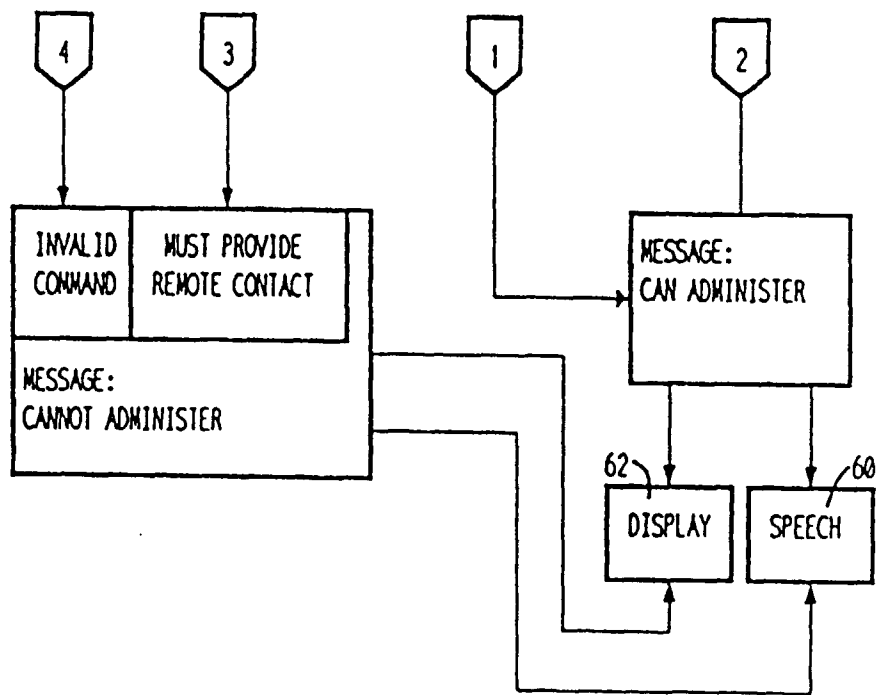 4
3
1
2
INVALID
COMMAND
MUST PROVIDE
REMOTE CONTACT
MESSAGE:
CANNOT ADMINISTER
MESSAGE:
CAN ADMINISTER
62
DISPLAY
60
SPEECH